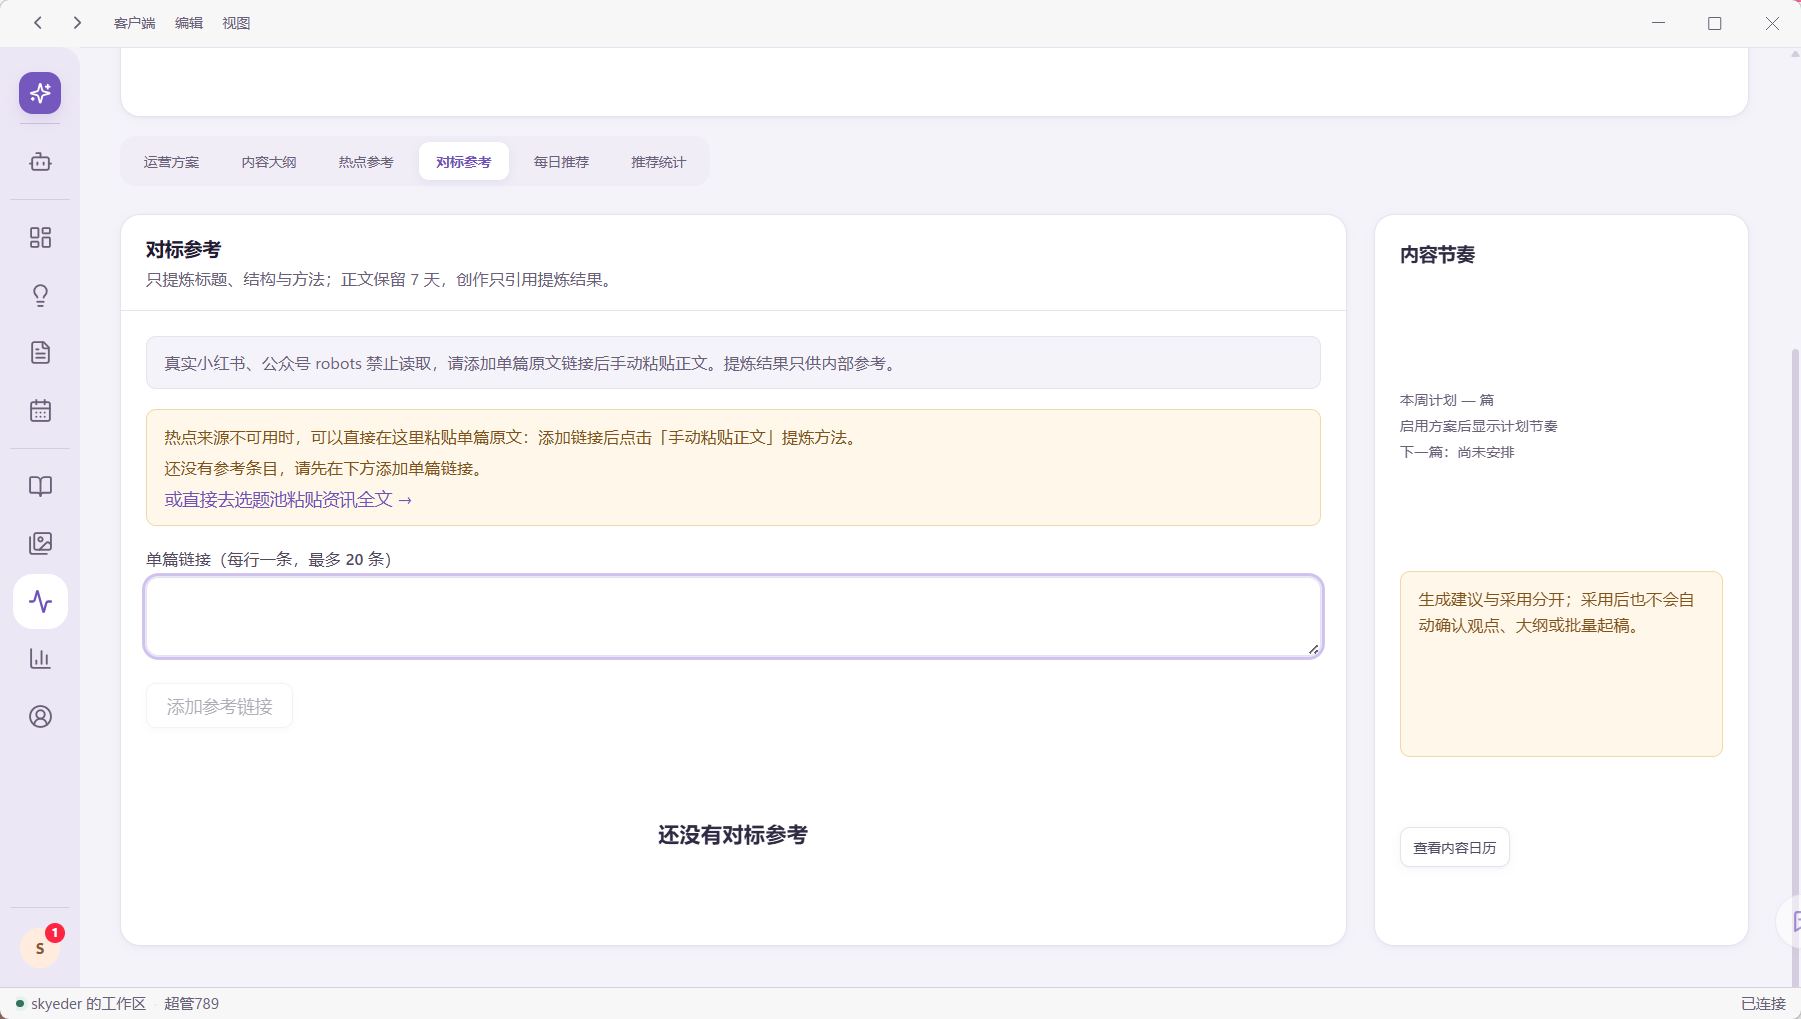 客户端 编辑 视图
运营方案 内容大纲 热点参考 对标参考 每日推荐 推荐统计
对标参考
只提炼标题、结构与方法；正文保留 7 天，创作只引用提炼结果。
真实小红书、公众号 robots 禁止读取，请添加单篇原文链接后手动粘贴正文。提炼结果只供内部参考。
热点来源不可用时，可以直接在这里粘贴单篇原文：添加链接后点击「手动粘贴正文」提炼方法。
还没有参考条目，请先在下方添加单篇链接。
或直接去选题池粘贴资讯全文 →
单篇链接（每行一条，最多 20 条）
添加参考链接
还没有对标参考
内容节奏
本周计划 — 篇
启用方案后显示计划节奏
下一篇：尚未安排
生成建议与采用分开；采用后也不会自
动确认观点、大纲或批量起稿。
查看内容日历
1
S
skyeder 的工作区 · 超管789
已连接